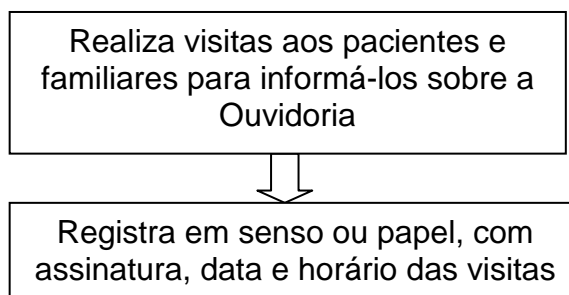 Realiza visitas aos pacientes e
familiares para informá-los sobre a
Ouvidoria
Registra em senso ou papel, com
assinatura, data e horário das visitas